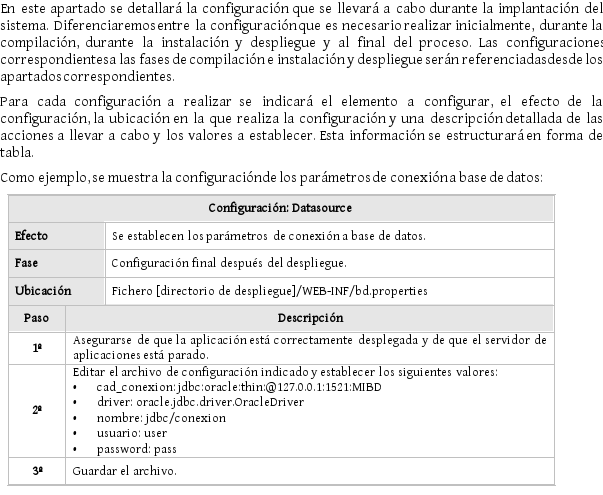 En este apartado se detallará la configuración que se llevará a cabo durante la implantación del
sistema. Diferenciaremos entre la configuración que es necesario realizar inicialmente, durante la
compilación, durante la instalación y despliegue y al final del proceso. Las configuraciones
correspondientes a las fases de compilación e instalación y despliegue serán referenciadas desde los
apartados correspondientes.
Para cada configuración a realizar se indicará el elemento a configurar, el efecto de la
configuración, la ubicación en la que realiza la configuración y una descripción detallada de las
acciones a llevar a cabo y los valores a establecer. Esta información se estructurará en forma de
tabla.
Como ejemplo, se muestra la configuración de los parámetros de conexión a base de datos:
Configuración: Datasource
Efecto Se establecen los parámetros de conexión a base de datos.
Fase Configuración final después del despliegue.
Ubicación Fichero [directorio de despliegue]/WEB-INF/bd.properties
Paso Descripción
1º Asegurarse de que la aplicación está correctamente desplegada y de que el servidor de
aplicaciones está parado.
2º Editar el archivo de configuración indicado y establecer los siguientes valores:
• cad_conexion: jdbc:oracle:thin:@127.0.0.1:1521:MIBD
• driver: oracle.jdbc.driver.OracleDriver
• nombre: jdbc/conexion
• usuario: user
• password: pass
3º Guardar el archivo.